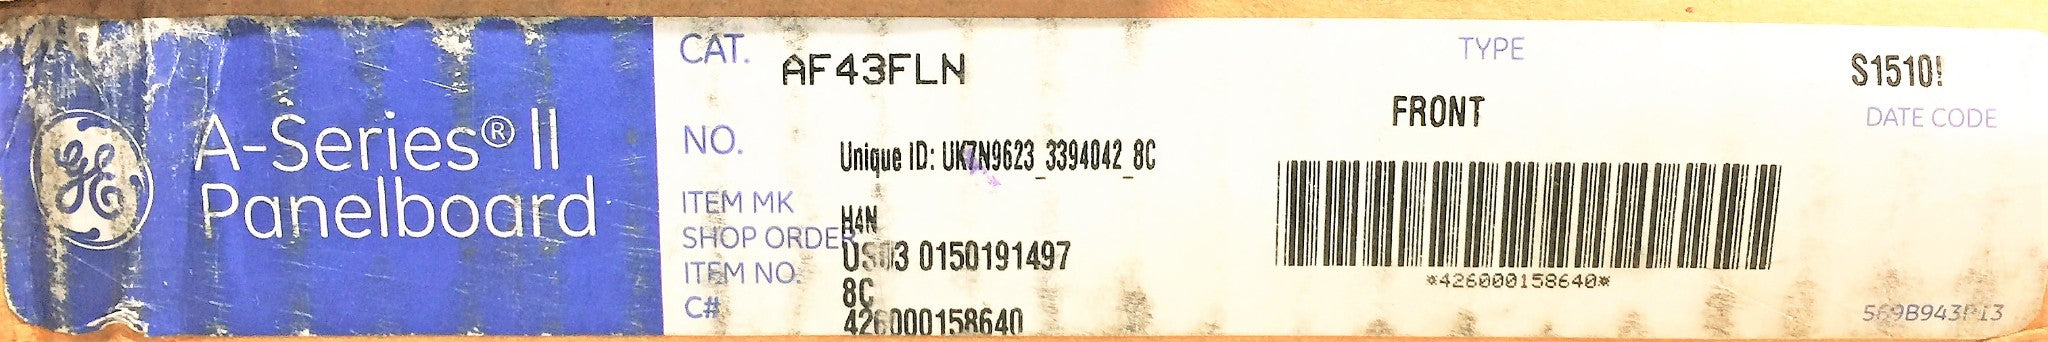 GE
A-Series® II
Panelboard
CAT.
NO.
AF43FLN
Unique ID: UK7N9623_3394042_8C
ITEM MK
H4N
SHOP ORDER
US03 0150191497
ITEM NO.
8C
C#
426000158640
TYPE
FRONT
*426000158640*
S1510!
DATE CODE
569B943P13